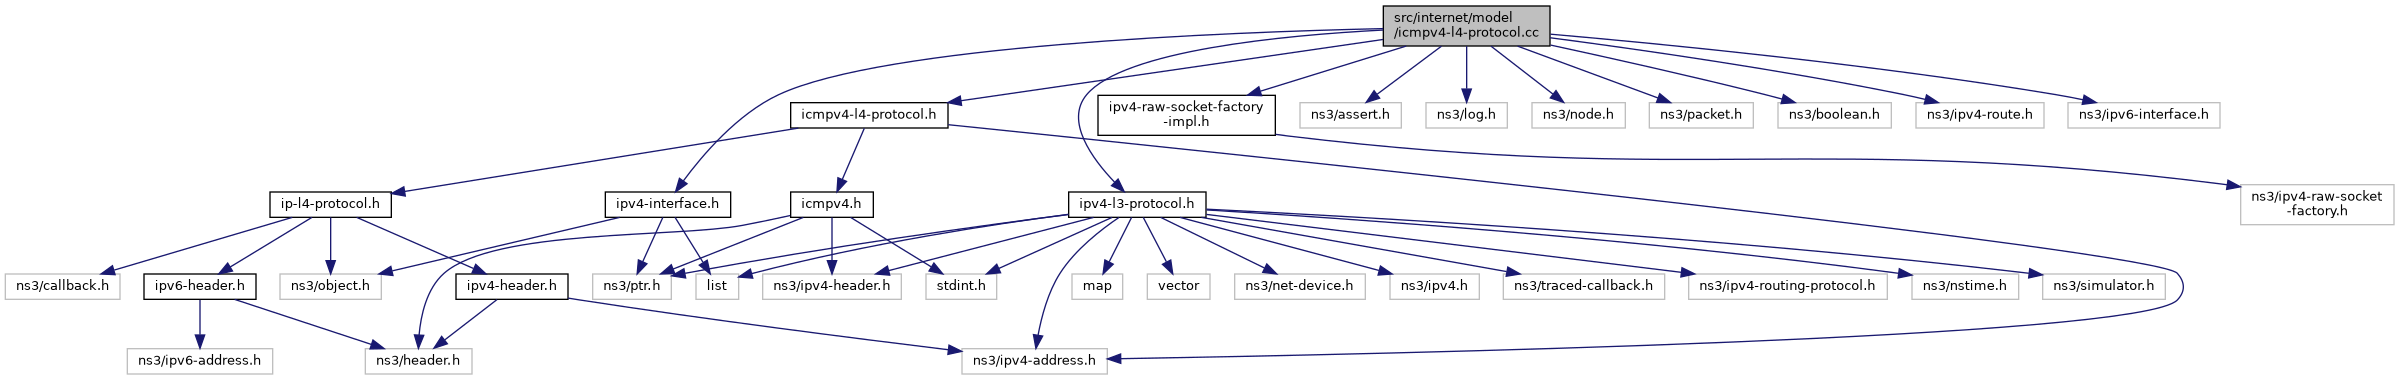 src/internet/model
/icmpv4-l4-protocol.cc
icmpv4-l4-protocol.h
ipv4-raw-socket-factory
-impl.h
ns3/assert.h
ns3/log.h
ns3/node.h
ns3/packet.h
ns3/boolean.h
ns3/ipv4-route.h
ns3/ipv6-interface.h
ip-l4-protocol.h
ipv4-interface.h
icmpv4.h
ipv4-l3-protocol.h
ns3/ipv4-raw-socket
-factory.h
ns3/callback.h
ipv6-header.h
ns3/object.h
ipv4-header.h
ns3/ptr.h
list
ns3/ipv4-header.h
stdint.h
map
vector
ns3/net-device.h
ns3/ipv4.h
ns3/traced-callback.h
ns3/ipv4-routing-protocol.h
ns3/nstime.h
ns3/simulator.h
ns3/ipv6-address.h
ns3/header.h
ns3/ipv4-address.h